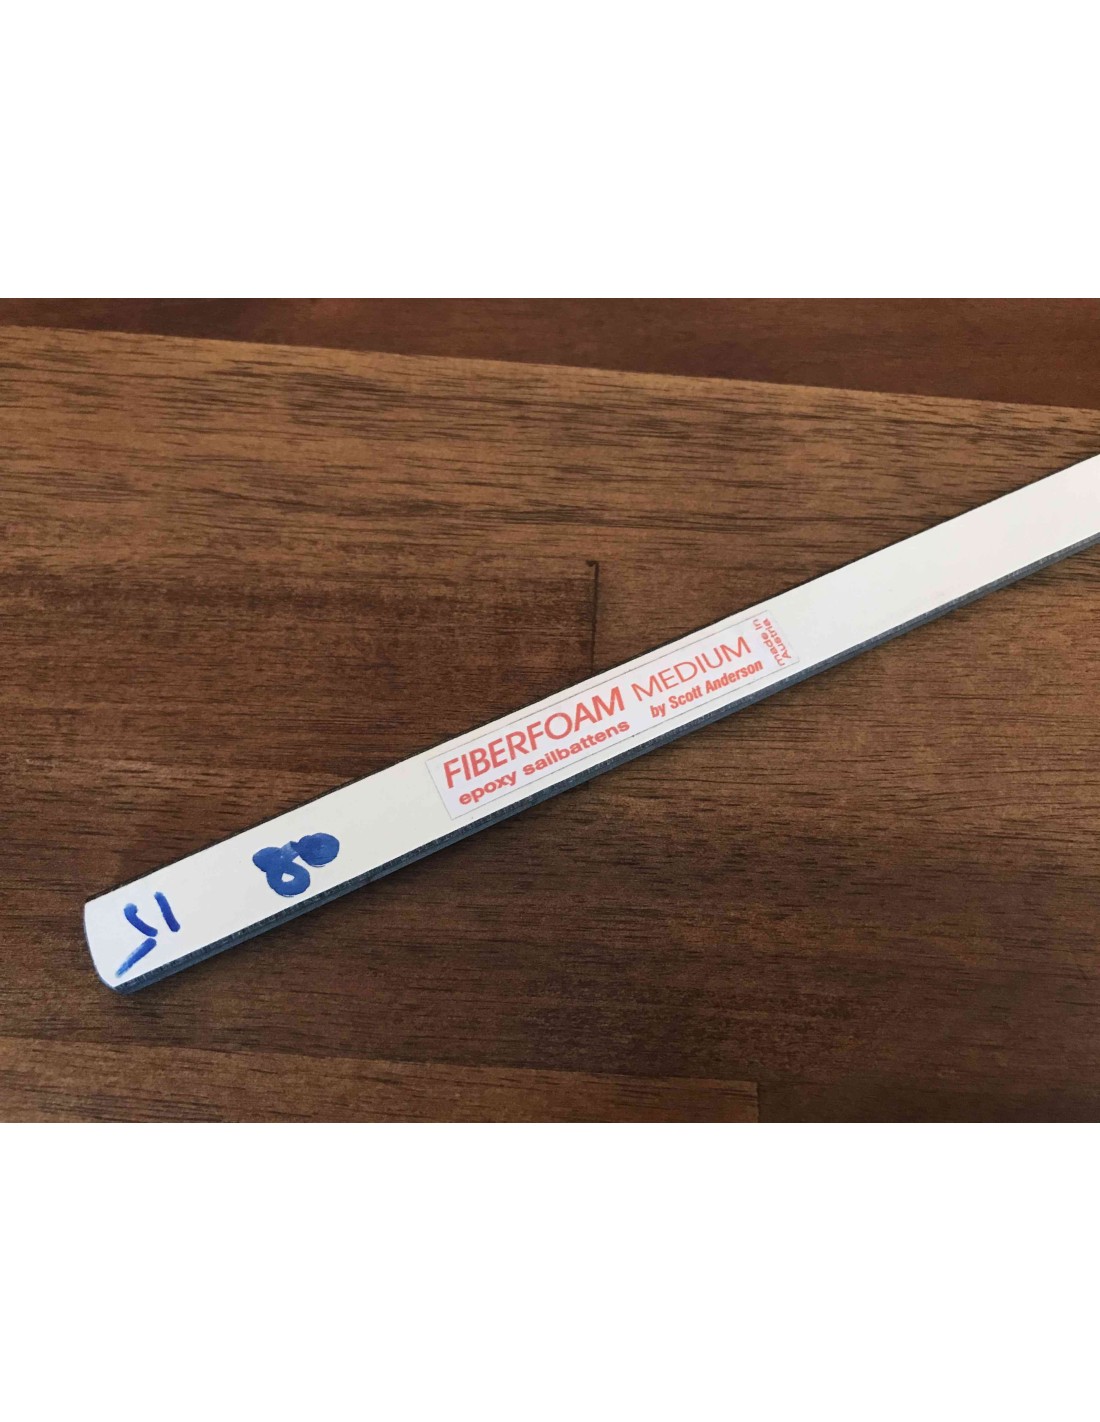 FIBERFOAM MEDIUM
epoxy sailbattens by Scott Anderson
made in
Austria
80